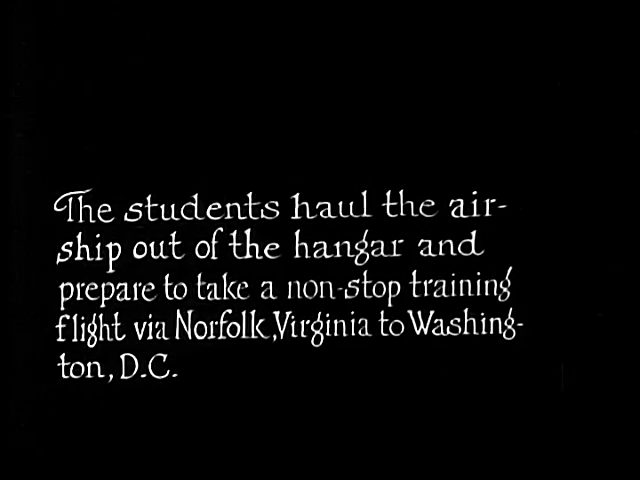 The students haul the air-
ship out of the hangar and
prepare to take a non-stop training
flight via Norfolk, Virginia to Washing-
ton, D.C.